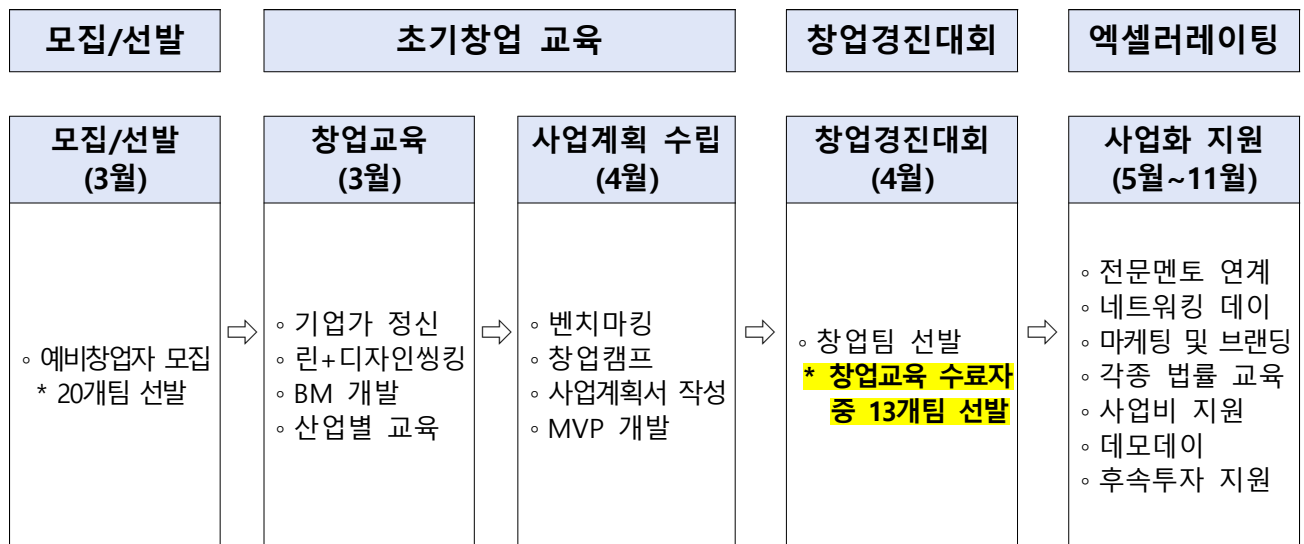 모집/선발
초기창업 교육
창업경진대회
엑셀러레이팅
모집/선발
(3월)
◦ 예비창업자 모집
* 20개팀 선발
⇨
창업교육
(3월)
◦ 기업가 정신
◦ 린+디자인씽킹
◦ BM 개발
◦ 산업별 교육
⇨
사업계획 수립
(4월)
◦ 벤치마킹
◦ 창업캠프
◦ 사업계획서 작성
◦ MVP 개발
⇨
창업경진대회
(4월)
◦ 창업팀 선발
* 창업교육 수료자
중 13개팀 선발
⇨
사업화 지원
(5월~11월)
◦ 전문멘토 연계
◦ 네트워킹 데이
◦ 마케팅 및 브랜딩
◦ 각종 법률 교육
◦ 사업비 지원
◦ 데모데이
◦ 후속투자 지원